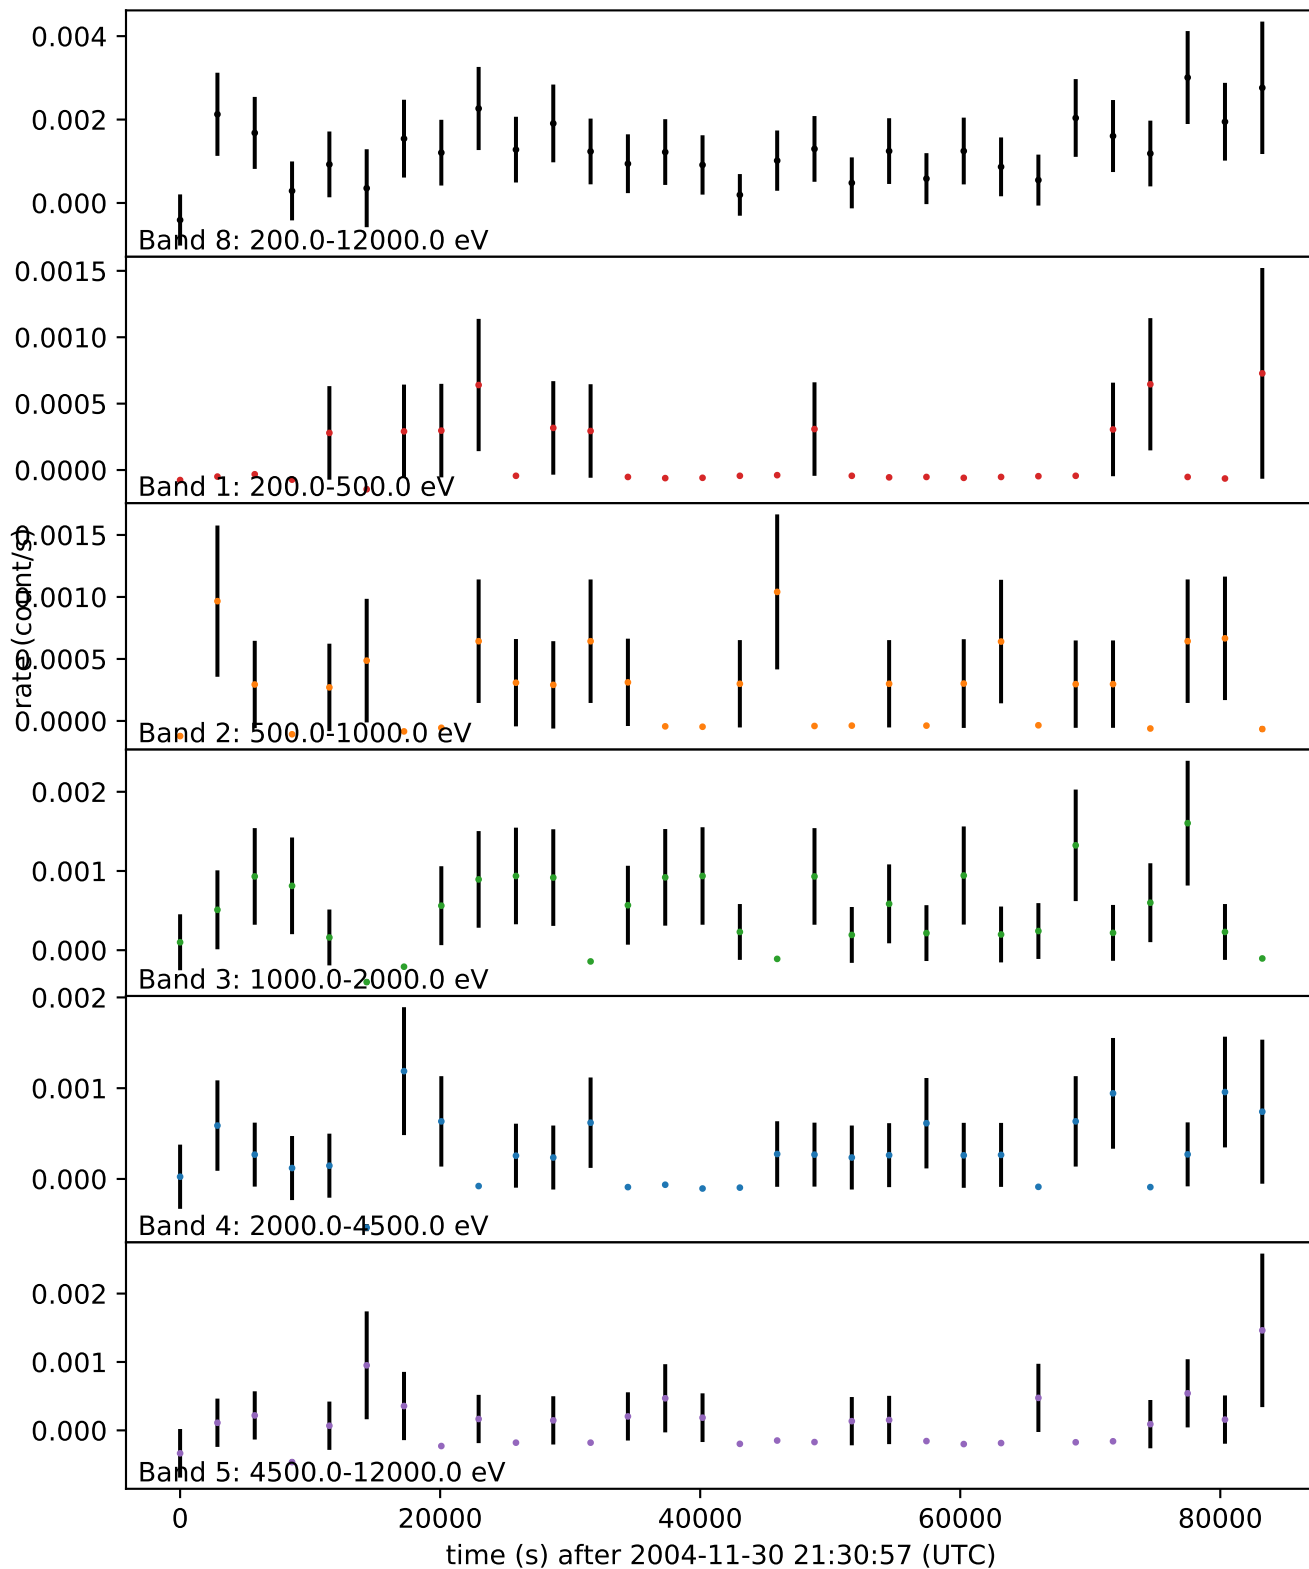 0.004
0.002
0.000
Band 8: 200.0-12000.0 eV
0.0015
0.0010
0.0005
0.0000
Band 1: 200.0-500.0 eV
rate (count/s)
0.0015
0.0010
0.0005
0.0000
Band 2: 500.0-1000.0 eV
0.002
0.001
0.000
Band 3: 1000.0-2000.0 eV
0.002
0.001
0.000
Band 4: 2000.0-4500.0 eV
0.002
0.001
0.000
Band 5: 4500.0-12000.0 eV
0 20000 40000 60000 80000
time (s) after 2004-11-30 21:30:57 (UTC)